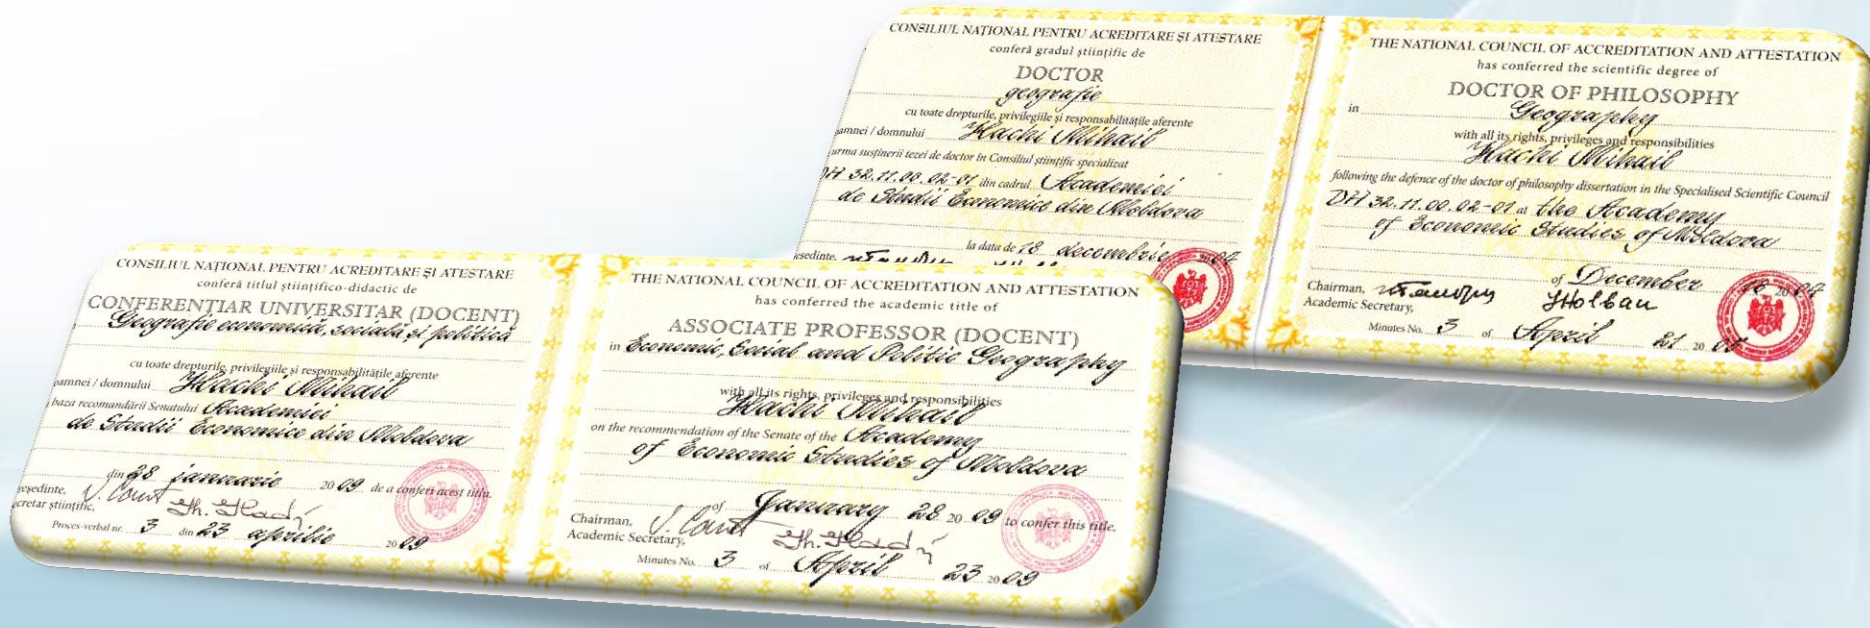 CONSILIUL NAȚIONAL PENTRU ACREDITARE ȘI ATESTARE
conferă gradul științific de
DOCTOR
geografie
cu toate drepturile, privilegiile și responsabilitățile aferente
amnei / domnului Hachi Mihail
urma susținerii tezei de doctor în Consiliul științific specializat
DH 32.11.00.02-01 din cadrul Academiei
de Studii Economice din Moldova
la data de 18 decembrie
THE NATIONAL COUNCIL OF ACCREDITATION AND ATTESTATION
has conferred the scientific degree of
DOCTOR OF PHILOSOPHY
in Geography
with all its rights, privileges and responsibilities
Hachi Mihail
following the defence of the doctor of philosophy dissertation in the Specialised Scientific Council
DH 32.11.00.02-01 at the Academy
of Economic Studies of Moldova
of December 20
Chairman,
Academic Secretary,
Minutes No. 3 of April 21 20
CONSILIUL NAȚIONAL PENTRU ACREDITARE ȘI ATESTARE
conferă titlul științifico-didactic de
CONFERENȚIAR UNIVERSITAR (DOCENT)
Geografie economică, socială și politică
cu toate drepturile, privilegiile și responsabilitățile aferente
amnei / domnului Hachi Mihail
baza recomandării Senatului Academiei
de Studii Economice din Moldova
din 28 ianuarie 2009 de a conferi acest titlu.
eședinte,
ecretar științific,
Proces-verbal nr. 3 din 23 aprilie 2009
THE NATIONAL COUNCIL OF ACCREDITATION AND ATTESTATION
has conferred the academic title of
ASSOCIATE PROFESSOR (DOCENT)
in Economic, Social and Politic Geography
with all its rights, privileges and responsibilities
Hachi Mihail
on the recommendation of the Senate of the Academy
of Economic Studies of Moldova
of January 28 2009 to confer this title.
Chairman,
Academic Secretary,
Minutes No. 3 of April 23 2009